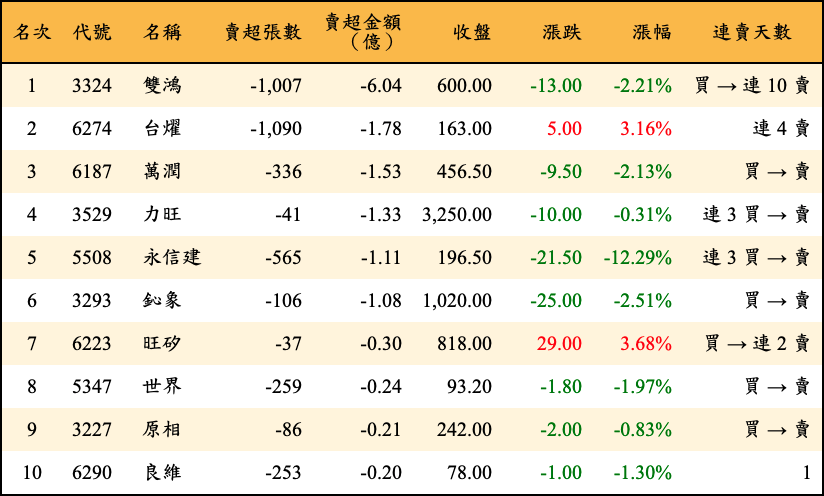 名次 代號 名稱 賣超張數 賣超金額（億） 收盤 漲跌 漲幅 連賣天數
1 3324 雙鴻 -1,007 -6.04 600.00 -13.00 -2.21% 買 → 連 10 賣
2 6274 台燿 -1,090 -1.78 163.00 5.00 3.16% 連 4 賣
3 6187 萬潤 -336 -1.53 456.50 -9.50 -2.13% 買 → 賣
4 3529 力旺 -41 -1.33 3,250.00 -10.00 -0.31% 連 3 買 → 賣
5 5508 永信建 -565 -1.11 196.50 -21.50 -12.29% 連 3 買 → 賣
6 3293 鈊象 -106 -1.08 1,020.00 -25.00 -2.51% 買 → 賣
7 6223 旺矽 -37 -0.30 818.00 29.00 3.68% 買 → 連 2 賣
8 5347 世界 -259 -0.24 93.20 -1.80 -1.97% 買 → 賣
9 3227 原相 -86 -0.21 242.00 -2.00 -0.83% 買 → 賣
10 6290 良維 -253 -0.20 78.00 -1.00 -1.30% 1